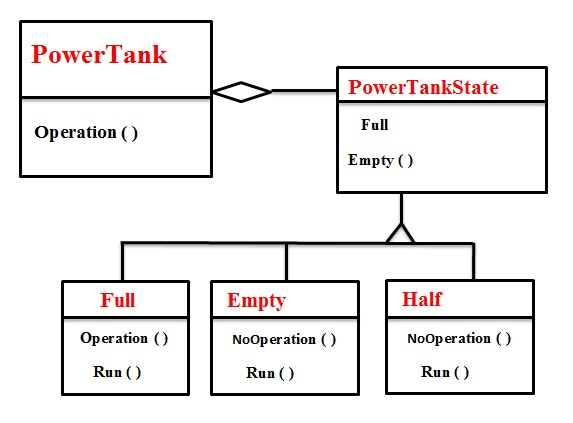 PowerTank
Operation ( )
PowerTankState
Full
Empty ( )
Full
Operation ( )
Run ( )
Empty
NoOperation ( )
Run ( )
Half
NoOperation ( )
Run ( )